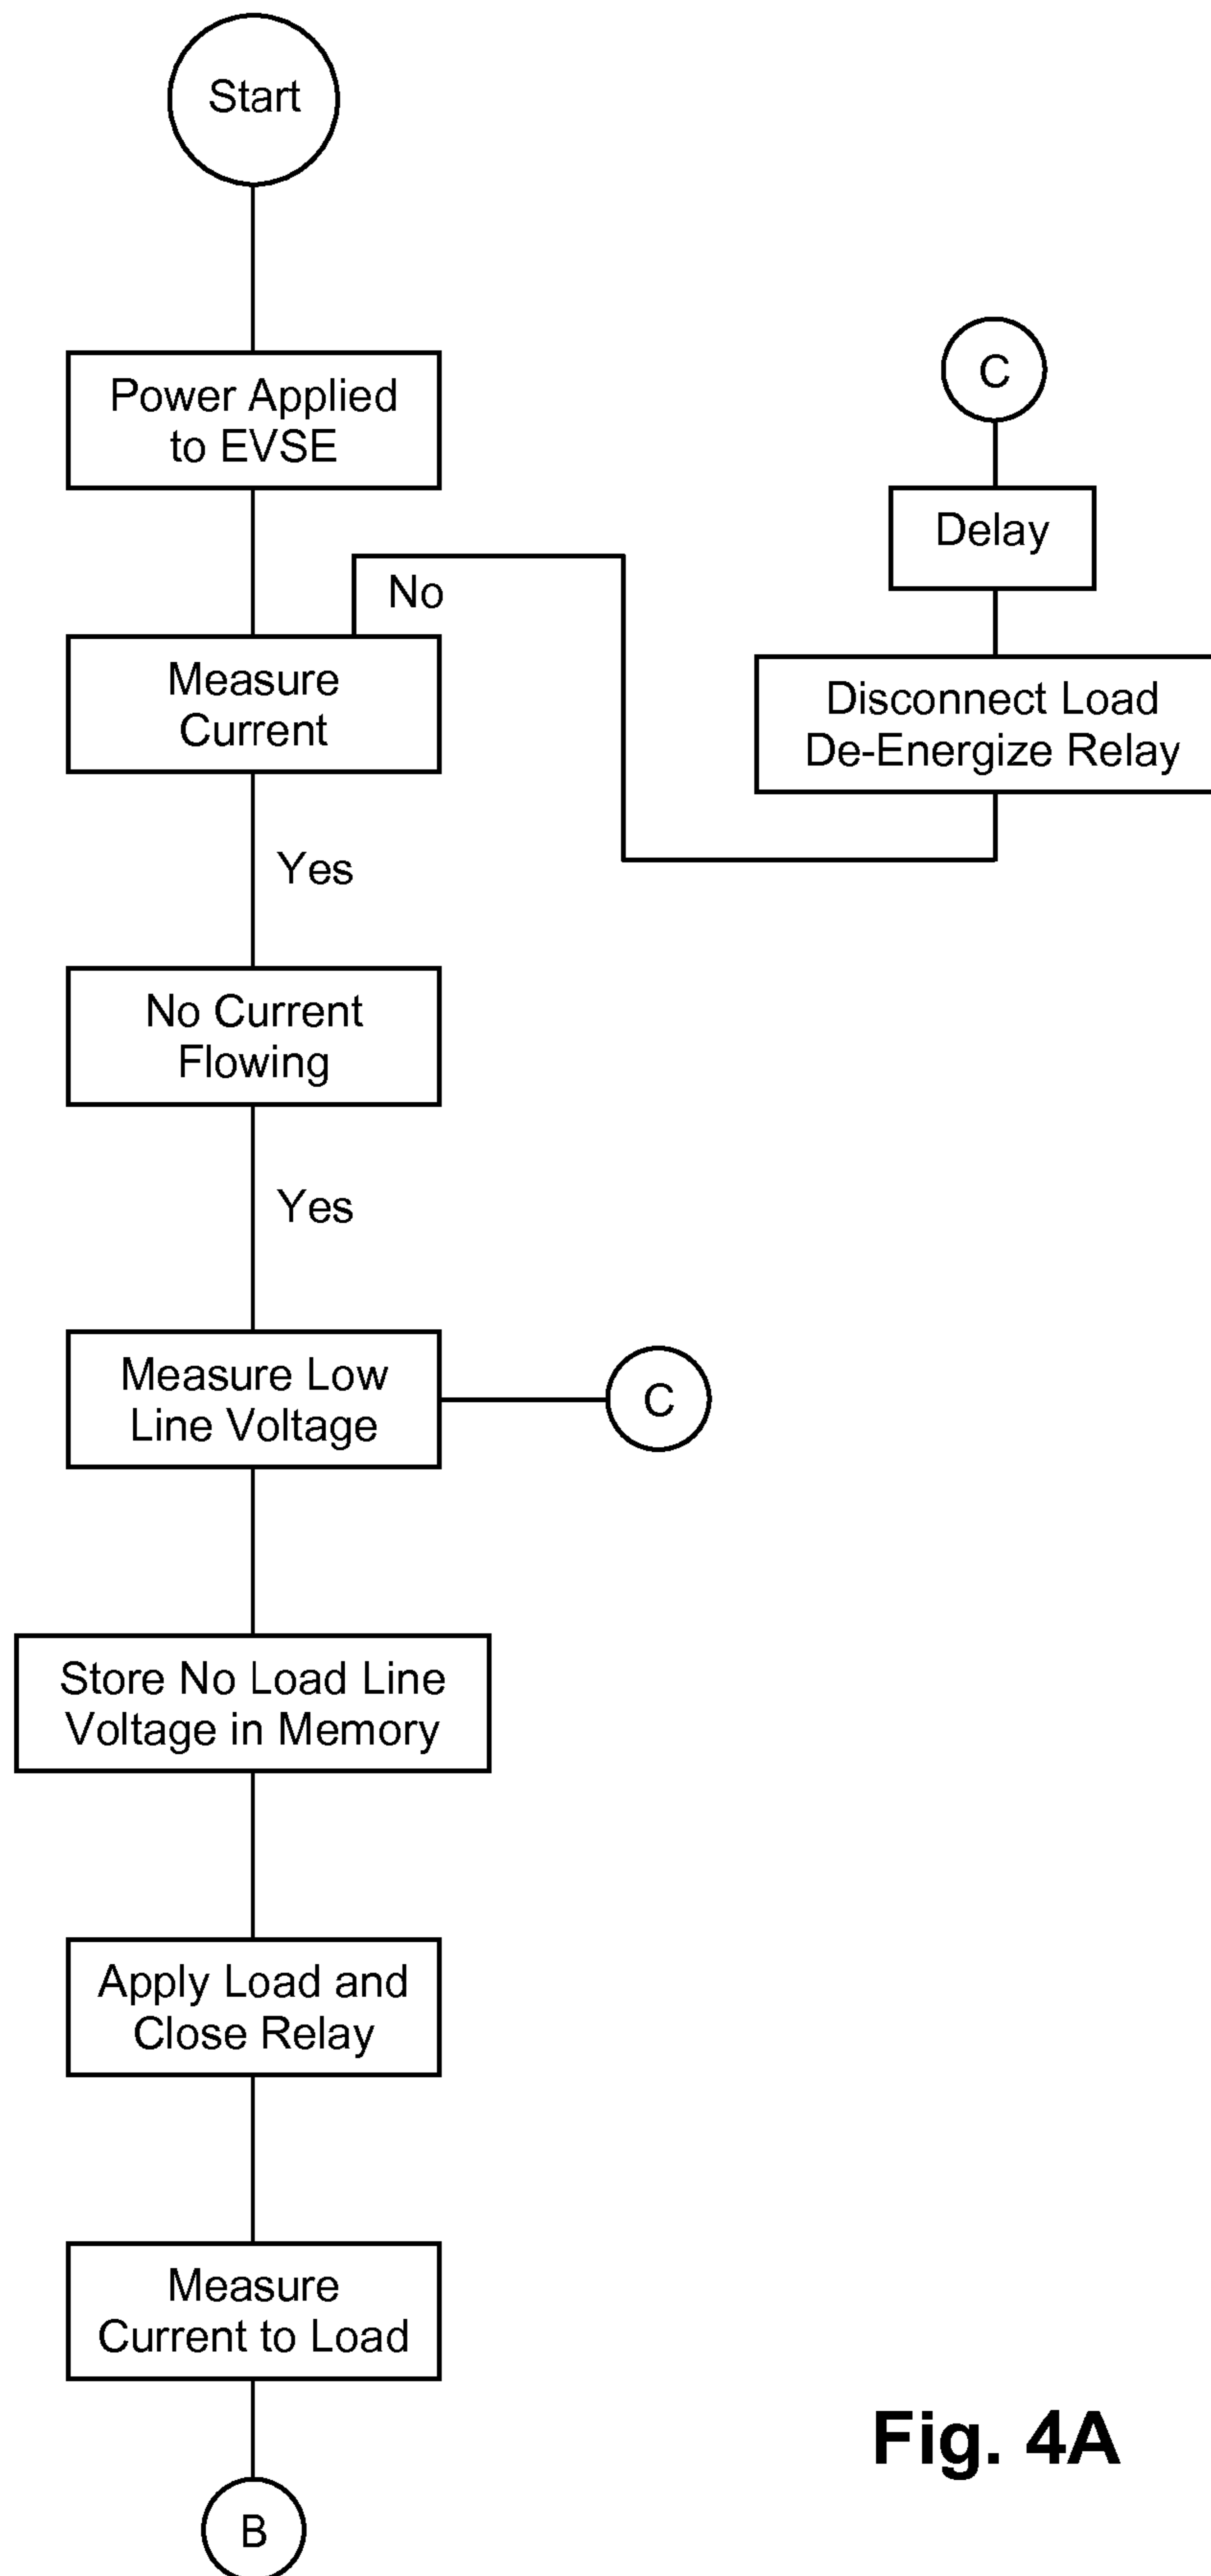 Start
Power Applied
to EVSE
No
Measure
Current
Yes
No Current
Flowing
Yes
Measure Low
Line Voltage
C
Store No Load Line
Voltage in Memory
Apply Load and
Close Relay
Measure
Current to Load
B
C
Delay
Disconnect Load
De-Energize Relay
Fig. 4A